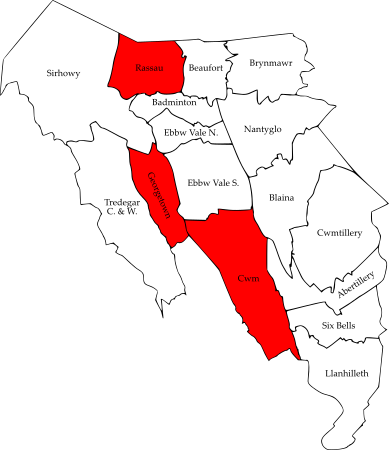 Brynmawr
Rassau
Beaufort
Sirhowy
Badminton
Nantyglo
Ebbw Vale N.
Georgetown
Ebbw Vale S.
Blaina
Tredegar
C. & W.
Cwmtillery
Cwm
Abertillery
Six Bells
Llanhilleth